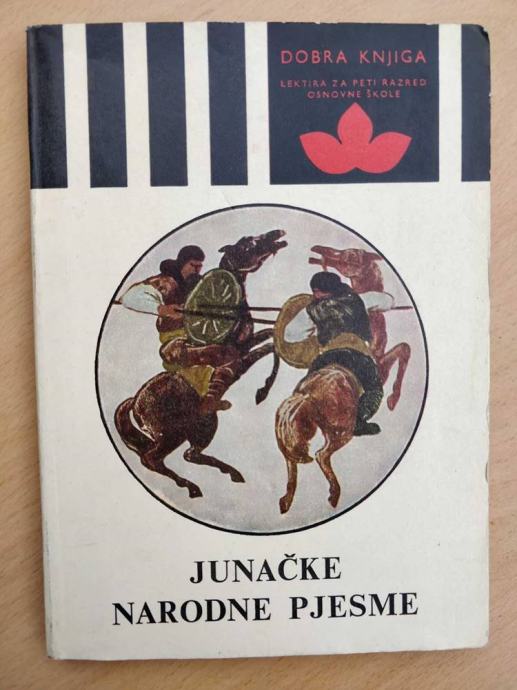 DOBRA KNJIGA
LEKTIRA ZA PETI RAZRED
OSNOVNE ŠKOLE
JUNAČKE
NARODNE PJESME